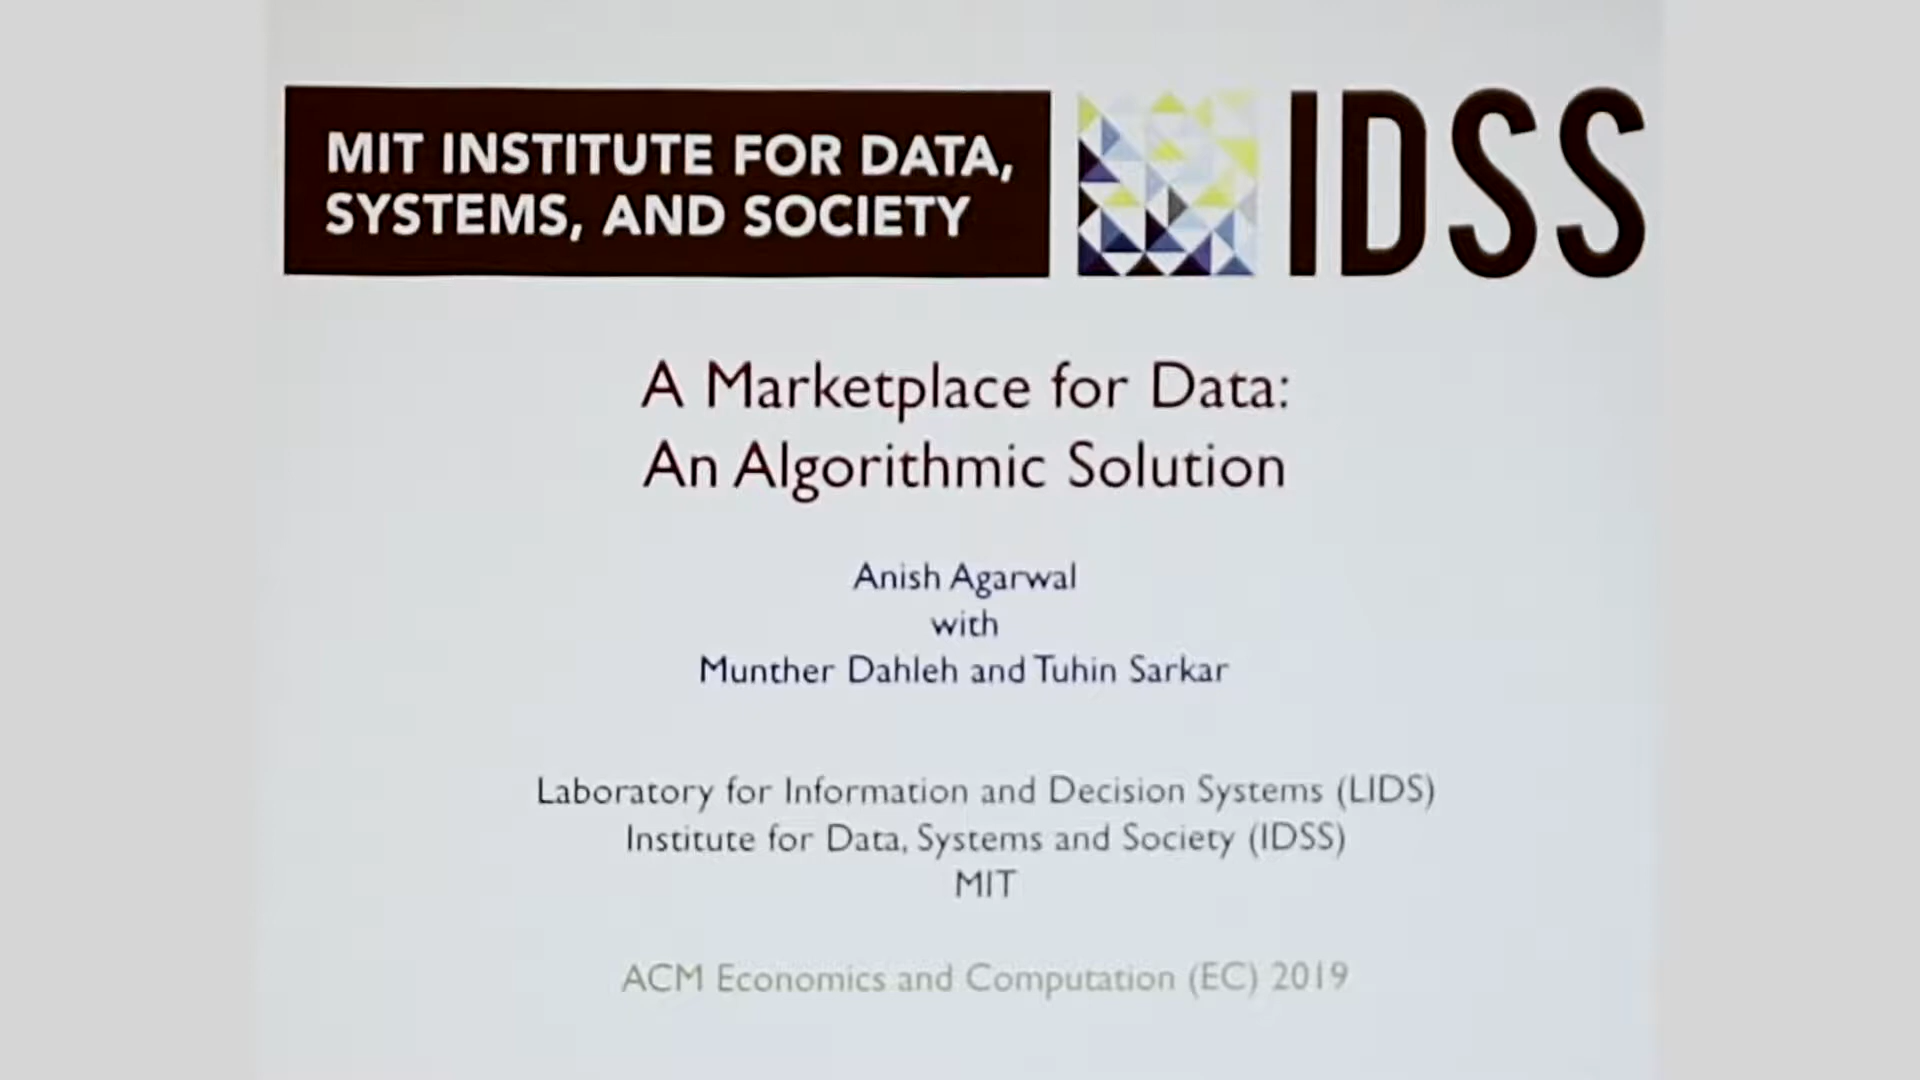 MIT INSTITUTE FOR DATA,
SYSTEMS, AND SOCIETY
IDSS
A Marketplace for Data:
An Algorithmic Solution
Anish Agarwal
with
Munther Dahleh and Tuhin Sarkar
Laboratory for Information and Decision Systems (LIDS)
Institute for Data, Systems and Society (IDSS)
MIT
ACM Economics and Computation (EC) 2019